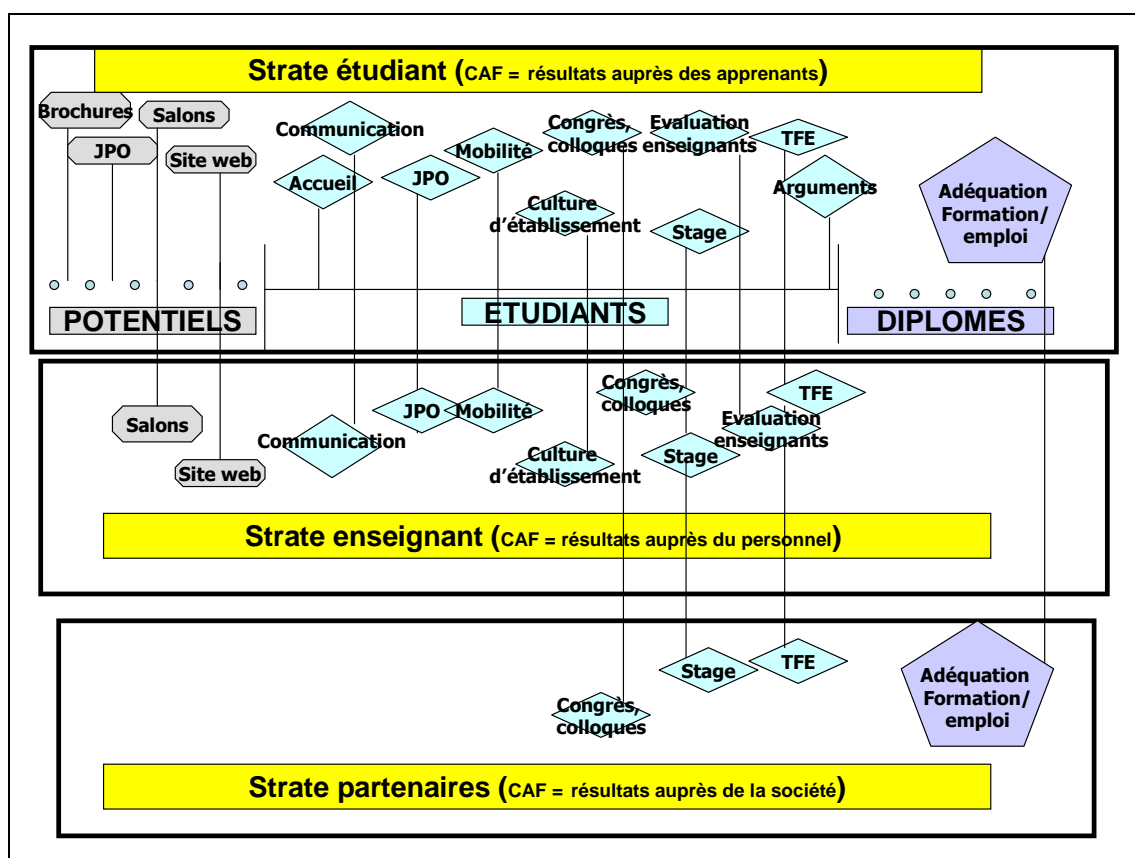 Strate étudiant (CAF = résultats auprès des apprenants)
Brochures
Salons
JPO
Site web
Communication
Accueil
JPO
Mobilité
Congrès,
colloques
Evaluation
enseignants
TFE
Culture
d'établissement
Stage
Arguments
Adéquation
Formation/
emploi
POTENTIELS
ETUDIANTS
DIPLOMES
Salons
Site web
Communication
JPO
Mobilité
Culture
d'établissement
Congrès,
colloques
Stage
Evaluation
enseignants
TFE
Strate enseignant (CAF = résultats auprès du personnel)
Congrès,
colloques
Stage
TFE
Adéquation
Formation/
emploi
Strate partenaires (CAF = résultats auprès de la société)